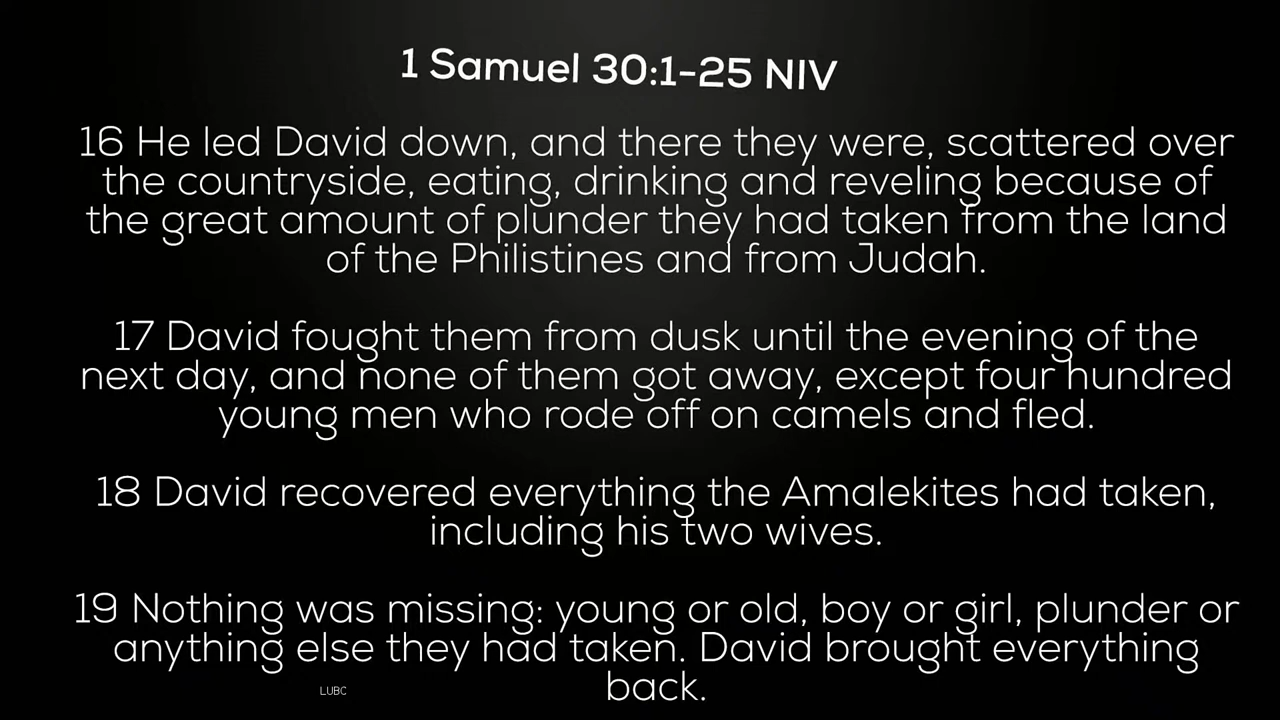 1 Samuel 30:1-25 NIV
16 He led David down, and there they were, scattered over
the countryside, eating, drinking and reveling because of
the great amount of plunder they had taken from the land
of the Philistines and from Judah.
17 David fought them from dusk until the evening of the
next day, and none of them got away, except four hundred
young men who rode off on camels and fled.
18 David recovered everything the Amalekites had taken,
including his two wives.
19 Nothing was missing: young or old, boy or girl, plunder or
anything else they had taken. David brought everything
back.
LUBC